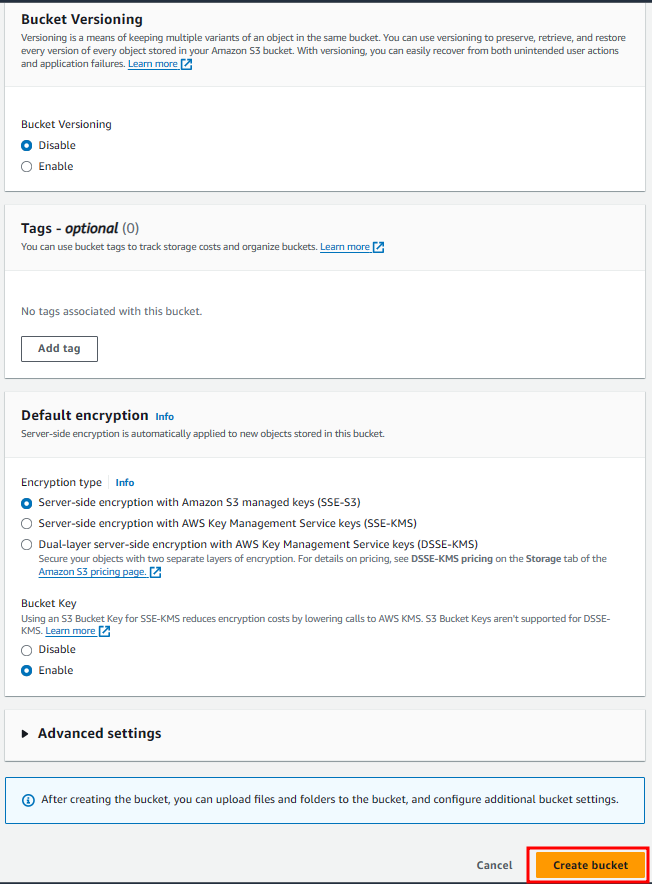 Bucket Versioning
Versioning is a means of keeping multiple variants of an object in the same bucket. You can use versioning to preserve, retrieve, and restore
every version of every object stored in your Amazon S3 bucket. With versioning, you can easily recover from both unintended user actions
and application failures. Learn more
Bucket Versioning
Disable
Enable
Tags - optional (0)
You can use bucket tags to track storage costs and organize buckets. Learn more
No tags associated with this bucket.
Add tag
Default encryption Info
Server-side encryption is automatically applied to new objects stored in this bucket.
Encryption type Info
Server-side encryption with Amazon S3 managed keys (SSE-S3)
Server-side encryption with AWS Key Management Service keys (SSE-KMS)
Dual-layer server-side encryption with AWS Key Management Service keys (DSSE-KMS)
Secure your objects with two separate layers of encryption. For details on pricing, see DSSE-KMS pricing on the Storage tab of the
Amazon S3 pricing page.
Bucket Key
Using an S3 Bucket Key for SSE-KMS reduces encryption costs by lowering calls to AWS KMS. S3 Bucket Keys aren't supported for DSSE-
KMS. Learn more
Disable
Enable
Advanced settings
After creating the bucket, you can upload files and folders to the bucket, and configure additional bucket settings.
Cancel Create bucket